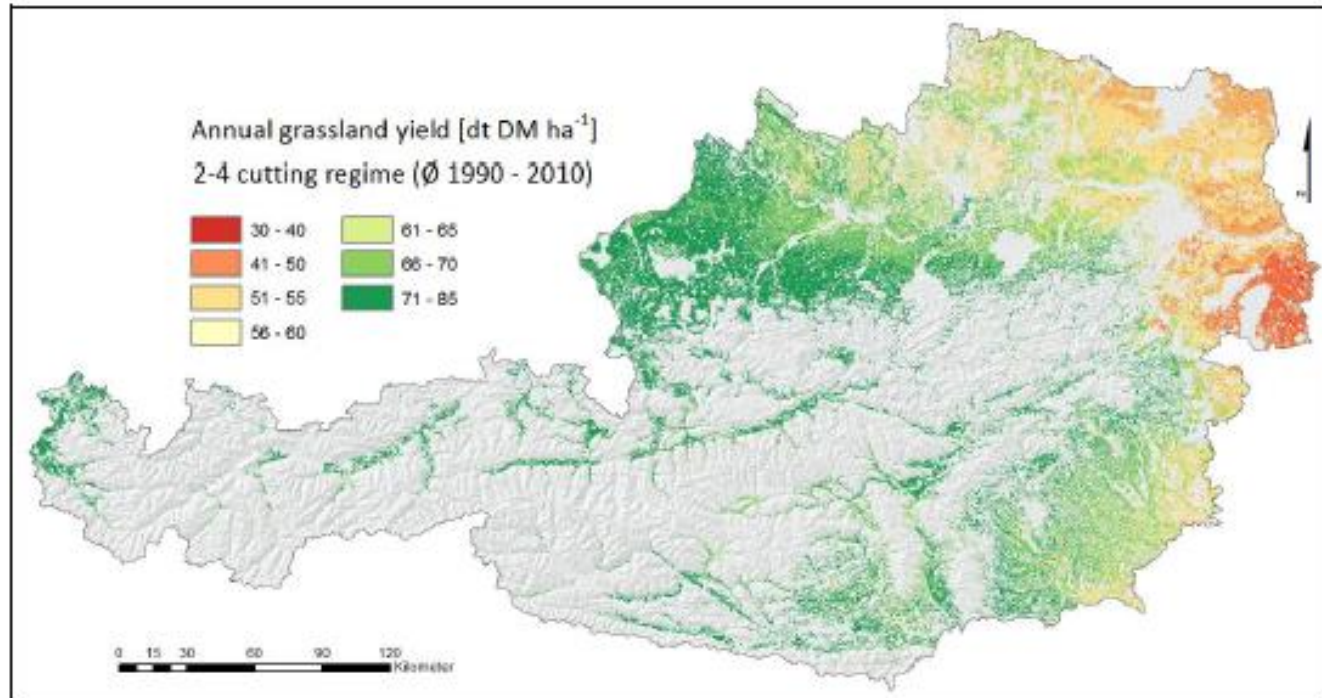 Annual grassland yield [dt DM ha⁻¹]
2-4 cutting regime (Ø 1990 - 2010)
30 - 40
41 - 50
51 - 55
56 - 60
61 - 65
66 - 70
71 - 85
0 15 30 60 90 120
Kilometer